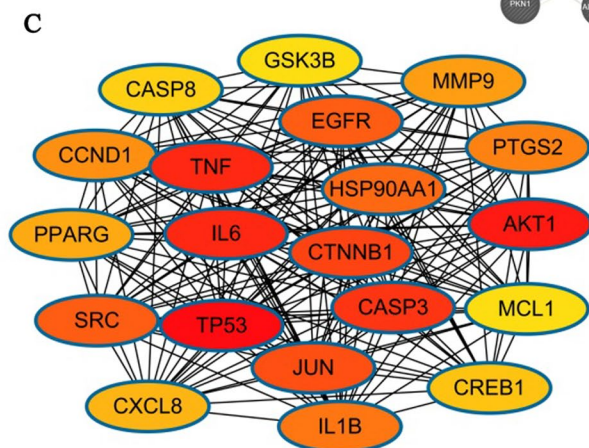 C
PKN1
GSK3B
CASP8
MMP9
EGFR
CCND1
TNF
PTGS2
HSP90AA1
PPARG
IL6
AKT1
CTNNB1
SRC
TP53
CASP3
MCL1
JUN
CXCL8
CREB1
IL1B